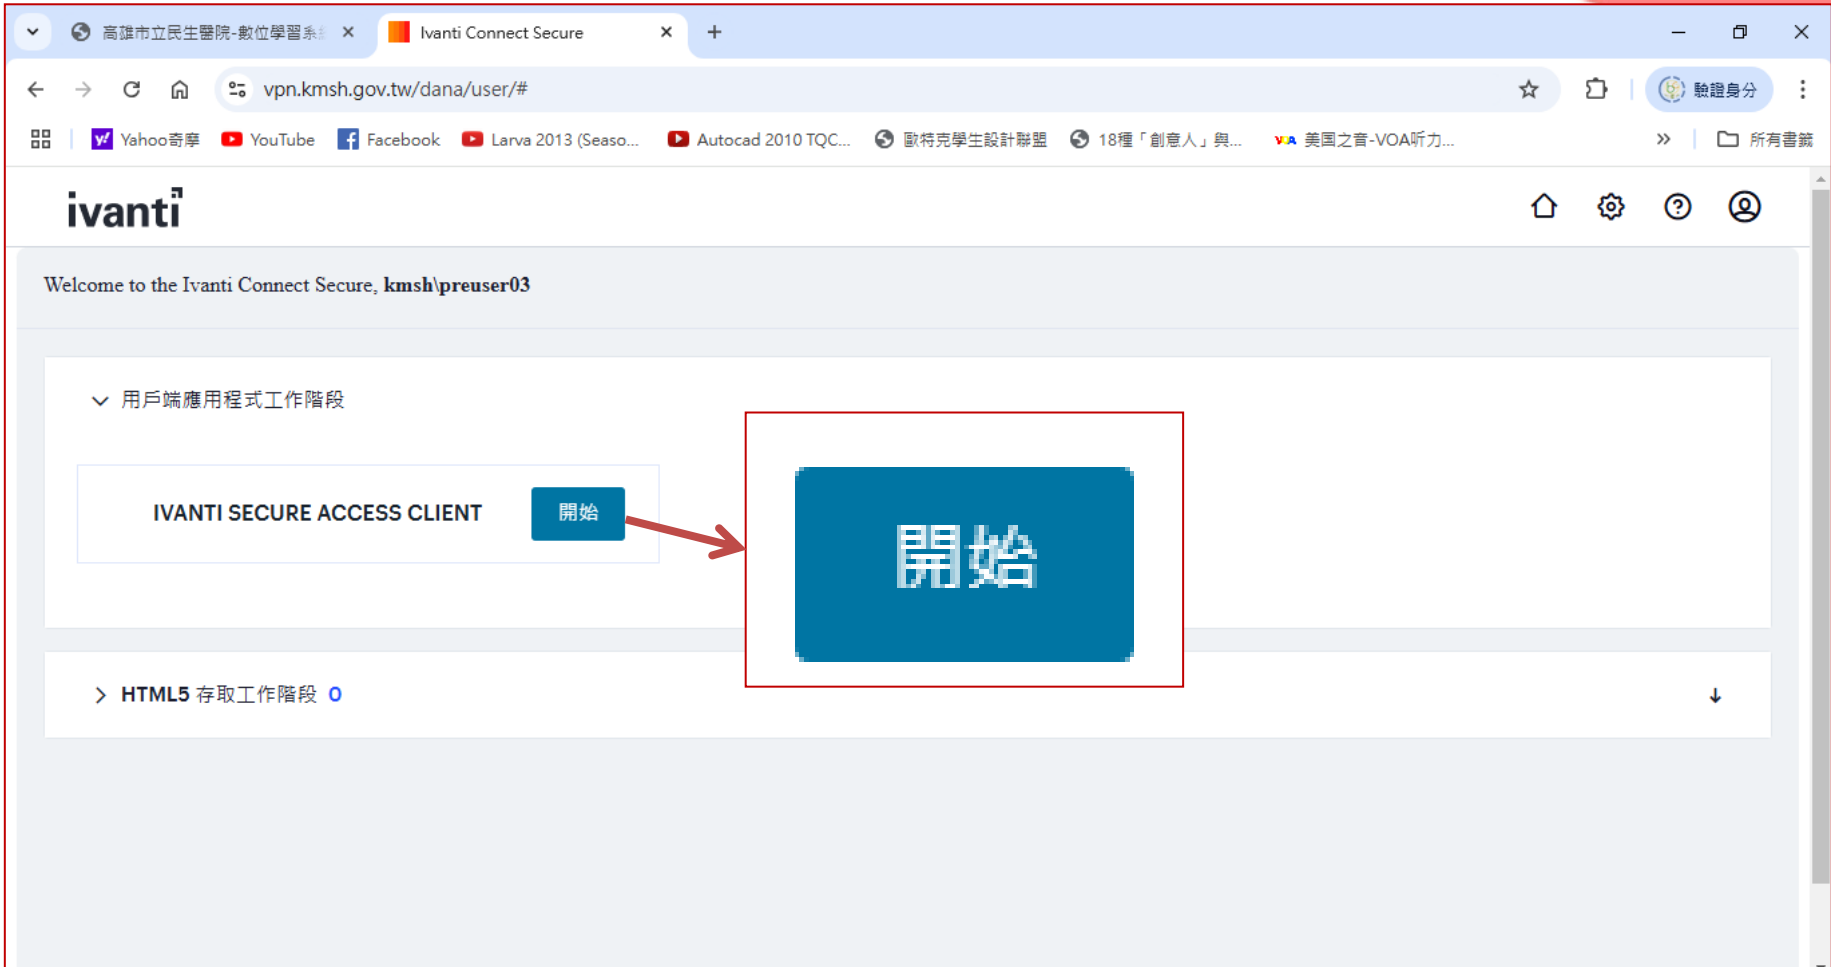 高雄市立民生醫院-數位學習系統
Ivanti Connect Secure
vpn.kmsh.gov.tw/dana/user/#
驗證身分
Yahoo奇摩
YouTube
Facebook
Larva 2013 (Seaso...
Autocad 2010 TQC...
歐特克學生設計聯盟
18種「創意人」與...
美国之音-VOA听力...
所有書籤
ivanti
Welcome to the Ivanti Connect Secure, kmsh\preuser03
用戶端應用程式工作階段
IVANTI SECURE ACCESS CLIENT
開始
開始
HTML5 存取工作階段 0